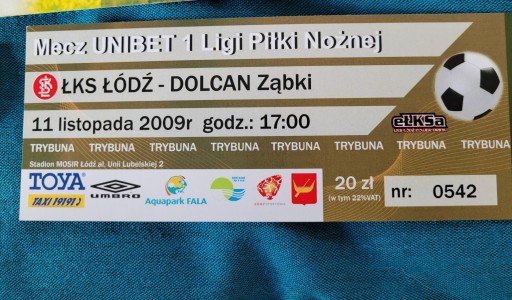 Mecz UNIBET 1 Ligi Piłki Nożnej
ŁKS ŁÓDŹ - DOLCAN Ząbki
11 listopada 2009r godz.: 17:00
eŁKSa
TRYBUNA TRYBUNA TRYBUNA TRYBUNA TRYBUNA TRYBUNA TRYBUNA TRYBUNA
Stadion MOSIR Łódź al. Unii Lubelskiej 2
TOYA
TAXI 19191
UMBRO
Aquapark FALA
20 zł
(w tym 22%VAT)
nr: 0542